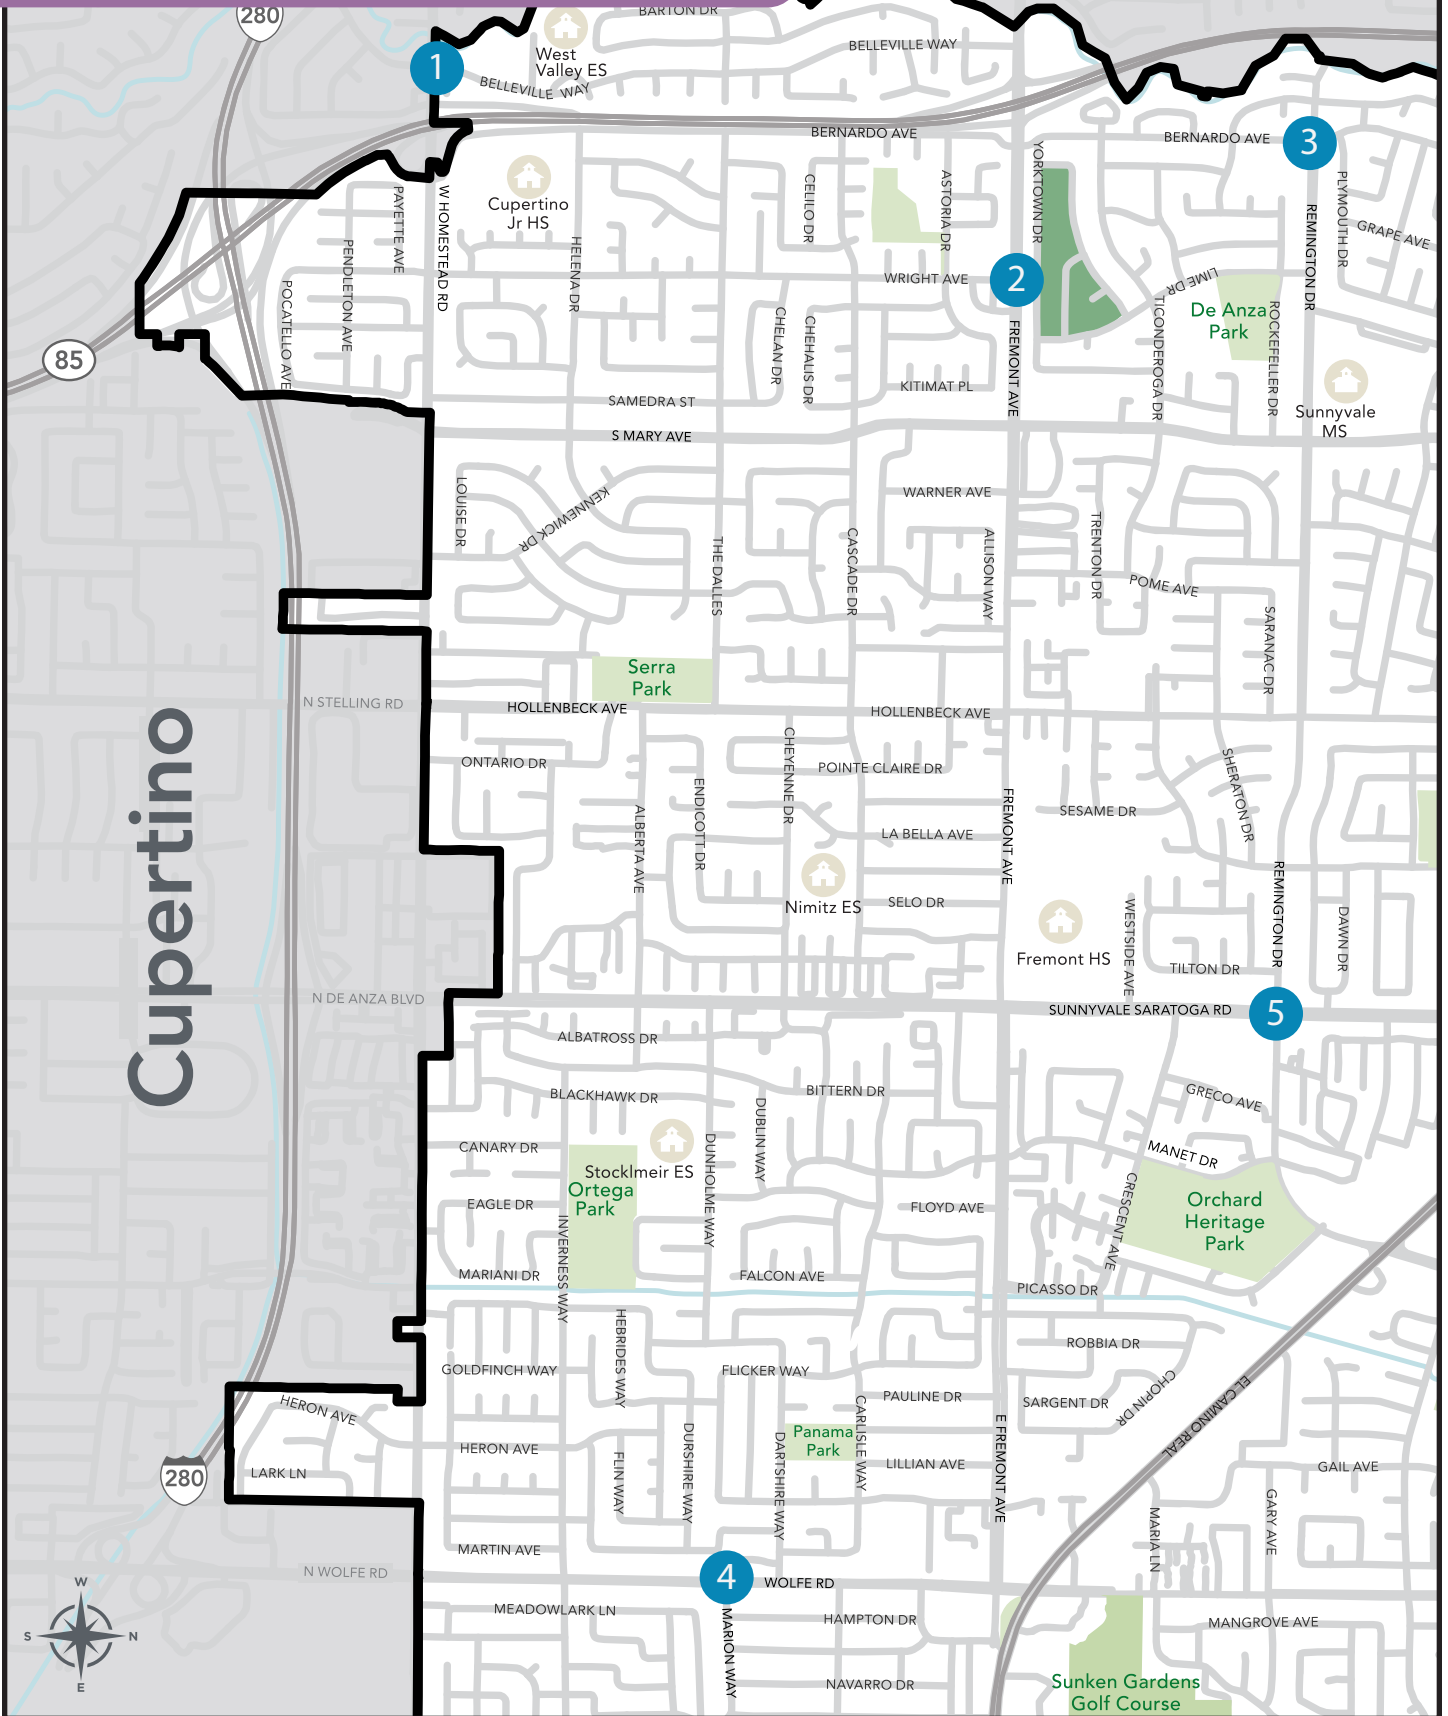 280
BARTON DR
1
West
Valley ES
BELLEVILLE WAY
BELLEVILLE WAY
BERNARDO AVE
BERNARDO AVE
3
Cupertino
Jr HS
PAYETTE AVE
W HOMESTEAD RD
PENDLETON AVE
POCATELLO AVE
HELENA DR
CELILO DR
ASTORIA DR
YORKTOWN DR
REMINGTON DR
PLYMOUTH DR
GRAPE AVE
WRIGHT AVE
2
LIME DR
De Anza
Park
ROCKEFELLER DR
TICONDEROGA DR
CHELAN DR
CHEHALIS DR
FREMONT AVE
85
KITIMAT PL
SAMEDRA ST
Sunnyvale
MS
S MARY AVE
LOUISE DR
KENNEWICK DR
WARNER AVE
THE DALLES
CASCADE DR
ALLISON WAY
TRENTON DR
POME AVE
SARANAC DR
Serra
Park
N STELLING RD
HOLLENBECK AVE
HOLLENBECK AVE
Cupertino
ONTARIO DR
CHEYENNE DR
POINTE CLAIRE DR
SHERATON DR
ENDICOTT DR
ALBERTA AVE
FREMONT AVE
SESAME DR
LA BELLA AVE
Nimitz ES
SELO DR
REMINGTON DR
WESTSIDE AVE
DAWN DR
Fremont HS
TILTON DR
N DE ANZA BLVD
SUNNYVALE SARATOGA RD
5
ALBATROSS DR
BLACKHAWK DR
BITTERN DR
GRECO AVE
DUBLIN WAY
CANARY DR
Stocklmeir ES
DUNHOLME WAY
MANET DR
Ortega
Park
EAGLE DR
FLOYD AVE
CRESCENT AVE
Orchard
Heritage
Park
INVERNESS WAY
MARIANI DR
FALCON AVE
PICASSO DR
HEBRIDES WAY
ROBBIA DR
GOLDFINCH WAY
FLICKER WAY
HERON AVE
PAULINE DR
SARGENT DR
CHOPIN DR
EL CAMINO REAL
CARLISLE WAY
E FREMONT AVE
DURSHIRE WAY
DARTSHIRE WAY
Panama
Park
HERON AVE
FLIN WAY
LILLIAN AVE
GAIL AVE
280
LARK LN
GARY AVE
MARIA LN
MARTIN AVE
N WOLFE RD
4
WOLFE RD
MEADOWLARK LN
MARION WAY
HAMPTON DR
MANGROVE AVE
W
S
N
E
NAVARRO DR
Sunken Gardens
Golf Course